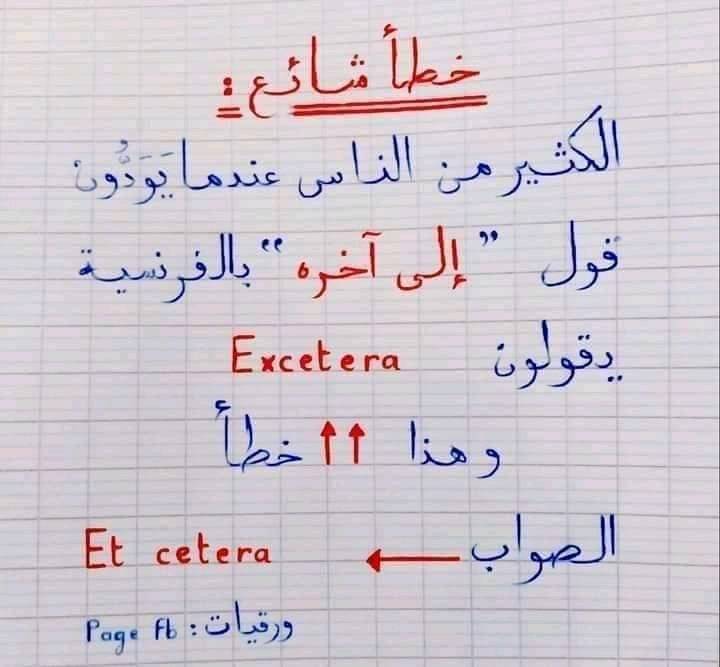 خطأ شائع :
الكثير من الناس عندما يَوَدُّون
قول " إلى آخره " بالفرنسية
يقولون Excetera
وهذا ↑↑ خطأ
الصواب ← Et cetera
Page fb : ورقيات